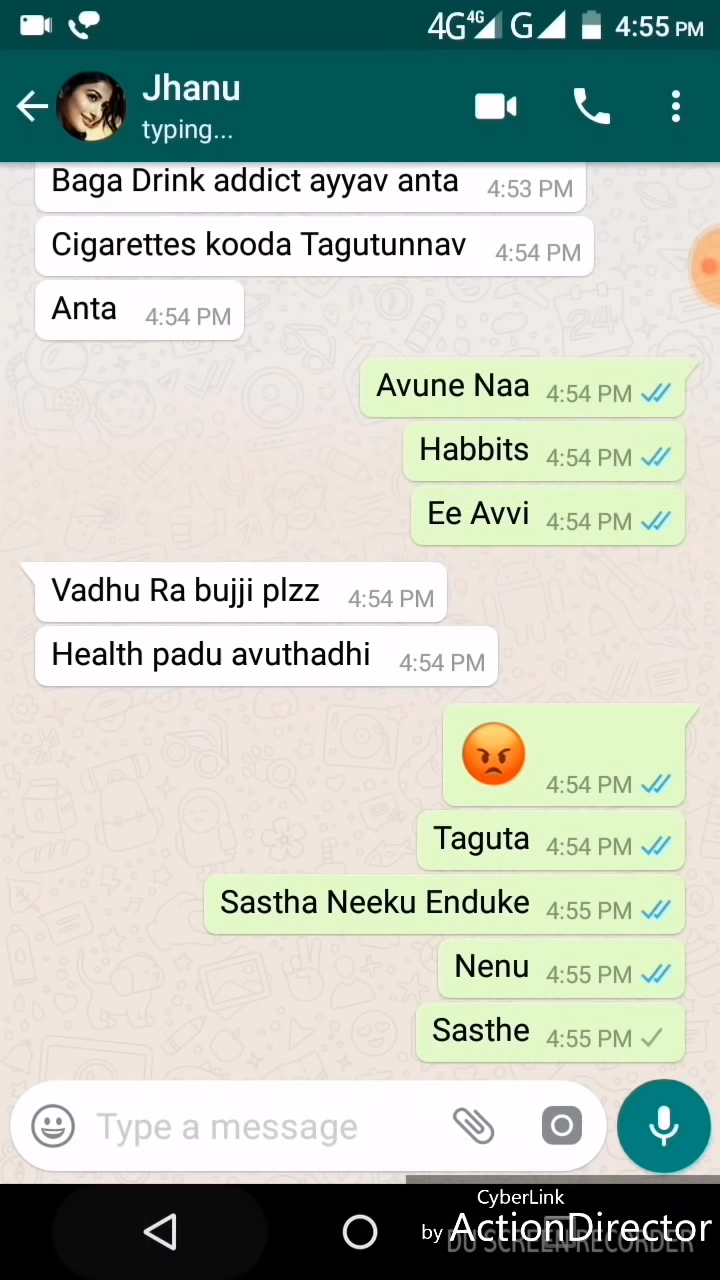 4G 4G G 4:55 PM
Jhanu
typing...
Baga Drink addict ayyav anta 4:53 PM
Cigarettes kooda Tagutunnav 4:54 PM
Anta 4:54 PM
Avune Naa 4:54 PM
Habbits 4:54 PM
Ee Avvi 4:54 PM
Vadhu Ra bujji plzz 4:54 PM
Health padu avuthadhi 4:54 PM
4:54 PM
Taguta 4:54 PM
Sastha Neeku Enduke 4:55 PM
Nenu 4:55 PM
Sasthe 4:55 PM
Type a message
CyberLink
by ActionDirector
DU SCREEN RECORDER